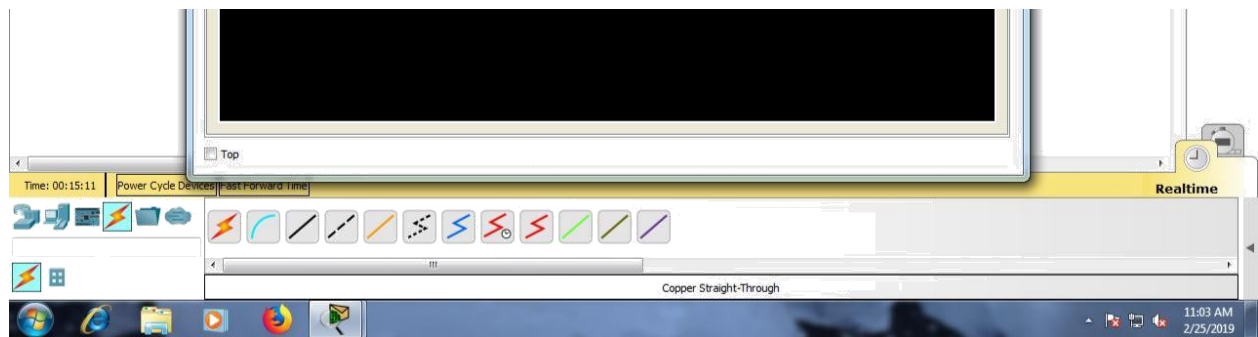 Top
Time: 00:15:11 Power Cycle Devices Fast Forward Time
Realtime
Copper Straight-Through
11:03 AM
2/25/2019